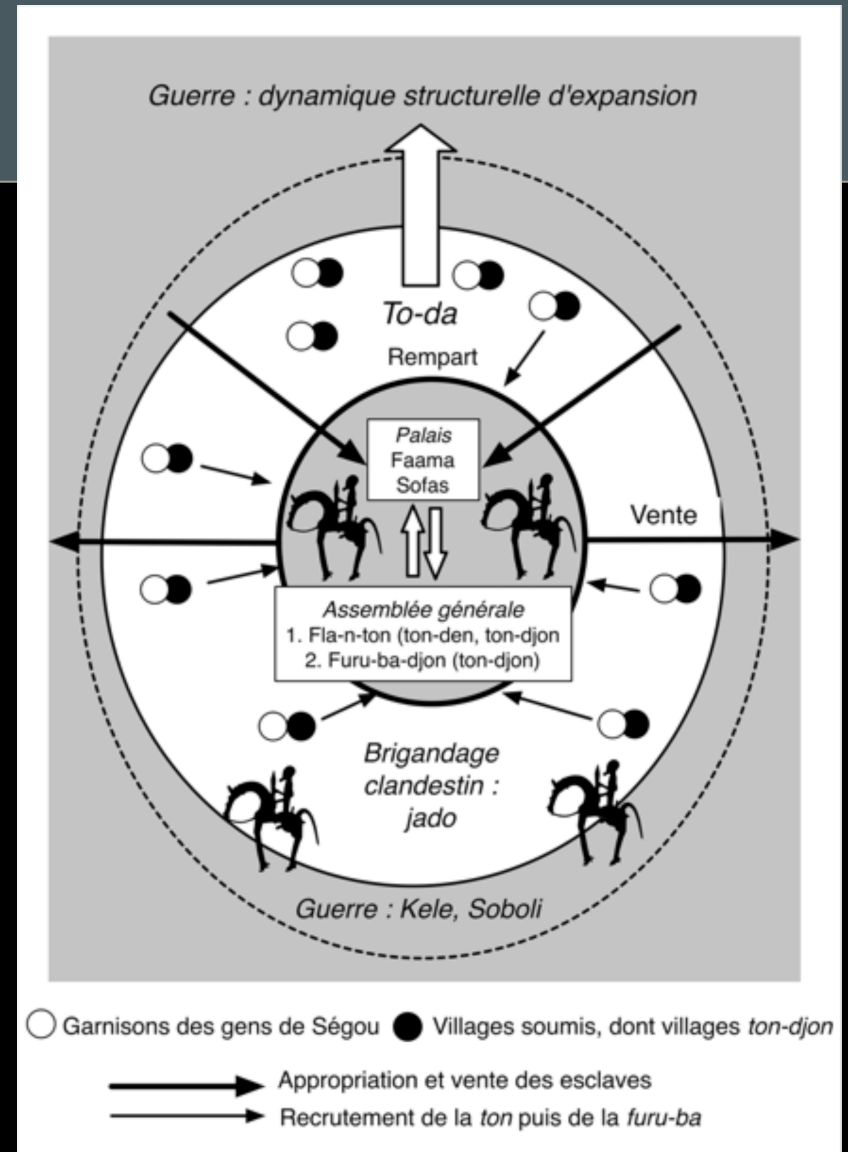 Guerre : dynamique structurelle d'expansion
To-da
Rempart
Palais
Faama
Sofas
Vente
Assemblée générale
1. Fla-n-ton (ton-den, ton-djon
2. Furu-ba-djon (ton-djon)
Brigandage
clandestin :
jado
Guerre : Kele, Soboli
Garnisons des gens de Ségou
Villages soumis, dont villages ton-djon
Appropriation et vente des esclaves
Recrutement de la ton puis de la furu-ba